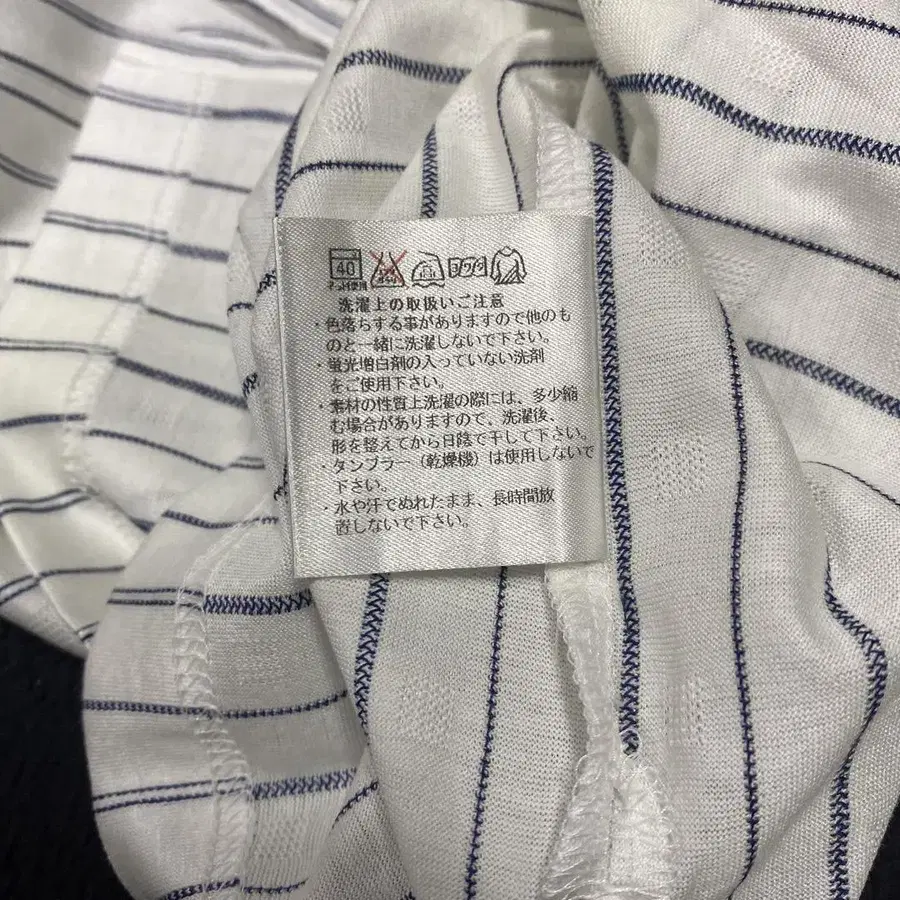 40
洗濯上の取扱いご注意
・色落ちする事がありますので他のも
のと一緒に洗濯しないで下さい。
・蛍光増白剤の入っていない洗剤
をご使用下さい。
・素材の性質上洗濯の際には、多少縮
む場合がありますので、洗濯後、
形を整えてから日陰で干して下さい。
・タンブラー（乾燥機）は使用しないで
下さい。
・水や汗でぬれたまま、長時間放
置しないで下さい。